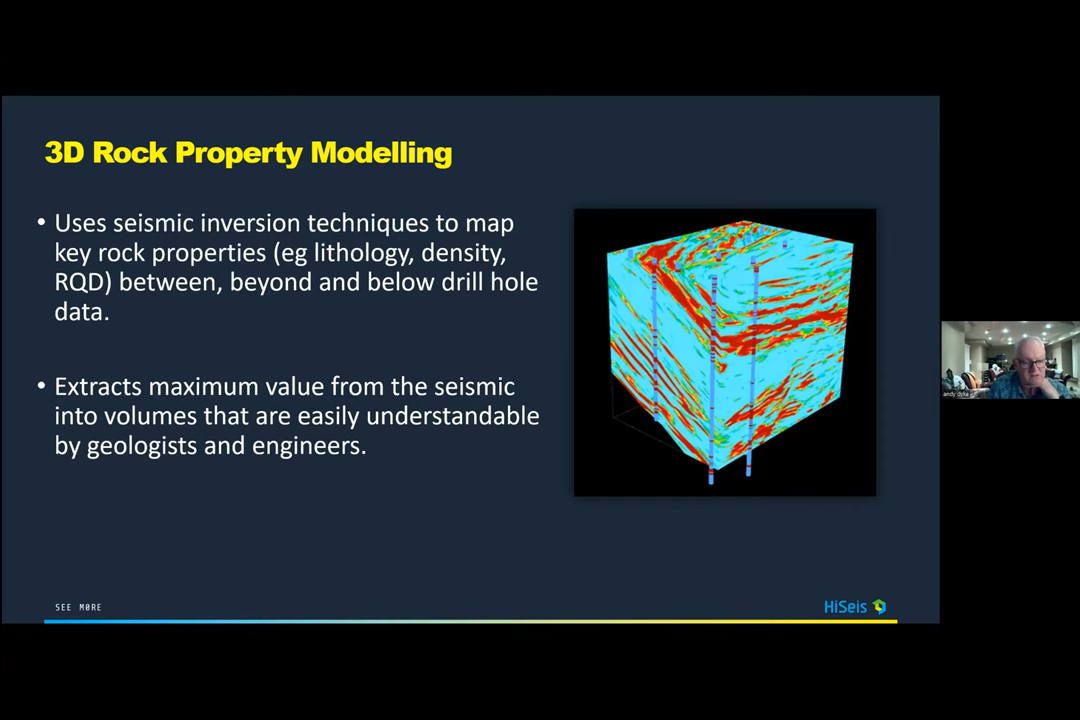 3D Rock Property Modelling
• Uses seismic inversion techniques to map
key rock properties (eg lithology, density,
RQD) between, beyond and below drill hole
data.
• Extracts maximum value from the seismic
into volumes that are easily understandable
by geologists and engineers.
andy dyke
SEE MORE
HiSeis